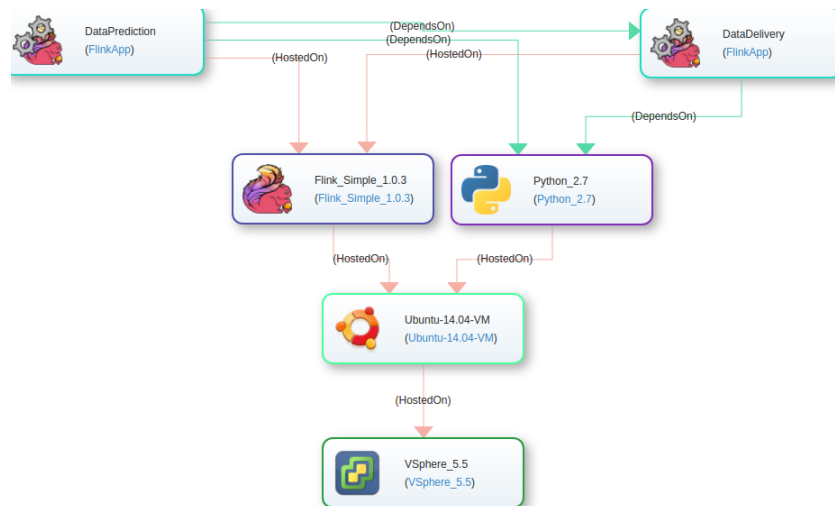 DataPrediction
(FlinkApp)
(DependsOn)
(DependsOn)
(HostedOn)
(HostedOn)
DataDelivery
(FlinkApp)
(DependsOn)
Flink_Simple_1.0.3
(Flink_Simple_1.0.3)
Python_2.7
(Python_2.7)
(HostedOn)
(HostedOn)
Ubuntu-14.04-VM
(Ubuntu-14.04-VM)
(HostedOn)
VSphere_5.5
(VSphere_5.5)